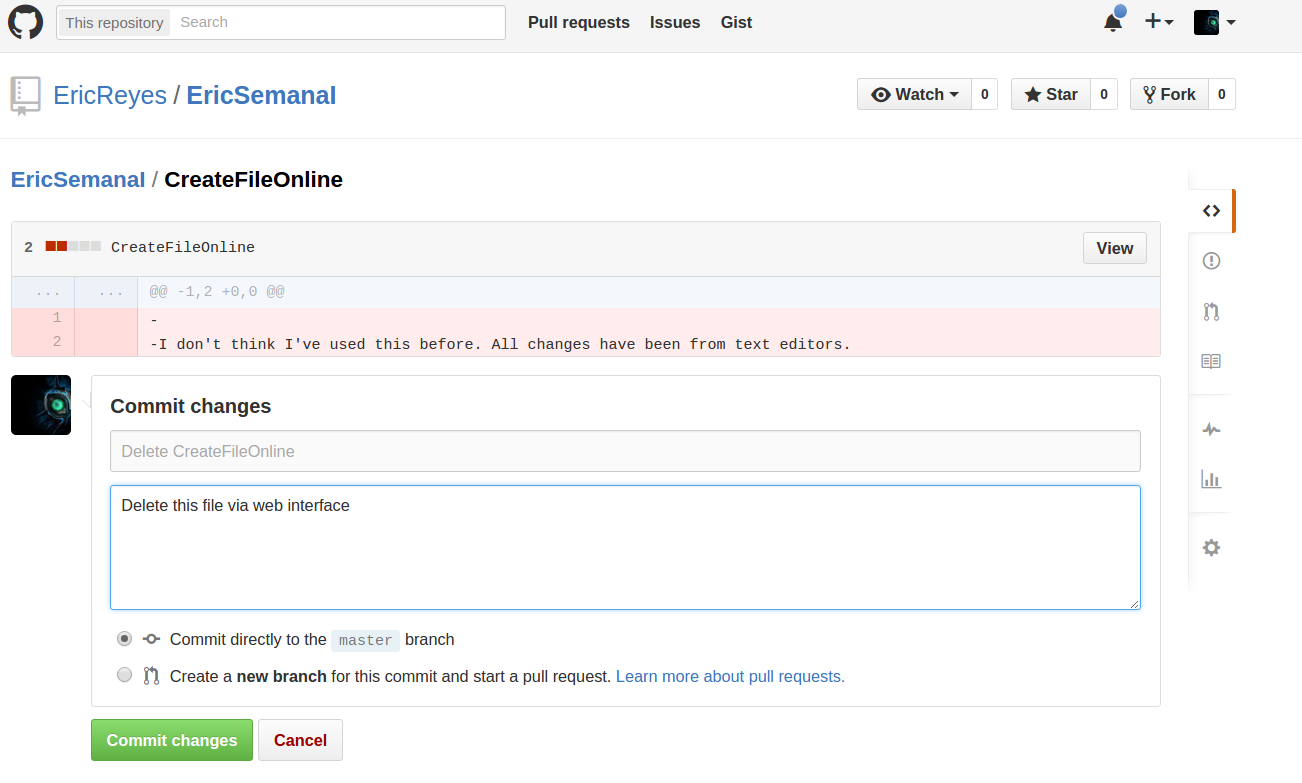 This repository Search Pull requests Issues Gist
EricReyes / EricSemanal Watch 0 Star 0 Fork 0
EricSemanal / CreateFileOnline
2 CreateFileOnline View
... ... @@ -1,2 +0,0 @@
1 -
2 -I don't think I've used this before. All changes have been from text editors.
Commit changes
Delete CreateFileOnline
Delete this file via web interface
Commit directly to the master branch
Create a new branch for this commit and start a pull request. Learn more about pull requests.
Commit changes Cancel